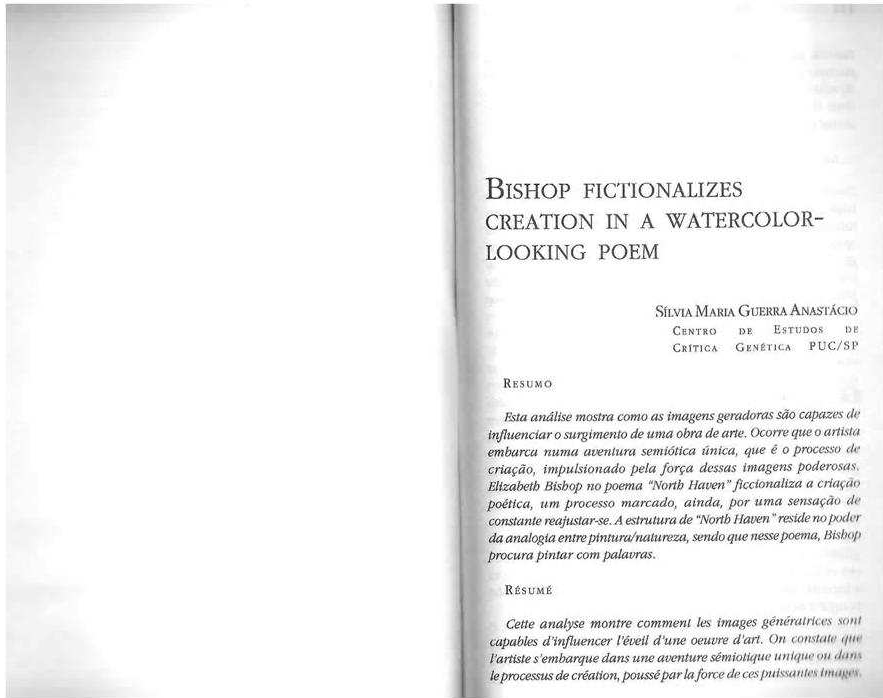 BISHOP FICTIONALIZES
CREATION IN A WATERCOLOR-
LOOKING POEM
SÍLVIA MARIA GUERRA ANASTÁCIO
CENTRO DE ESTUDOS DE
CRÍTICA GENÉTICA PUC/SP
RESUMO
Esta análise mostra como as imagens geradoras são capazes de
influenciar o surgimento de uma obra de arte. Ocorre que o artista
embarca numa aventura semiótica única, que é o processo de
criação, impulsionado pela força dessas imagens poderosas.
Elizabeth Bishop no poema "North Haven" ficcionaliza a criação
poética, um processo marcado, ainda, por uma sensação de
constante reajustar-se. A estrutura de "North Haven" reside no poder
da analogia entre pintura/natureza, sendo que nesse poema, Bishop
procura pintar com palavras.
RÉSUMÉ
Cette analyse montre comment les images génératrices sont
capables d'influencer l'éveil d'une oeuvre d'art. On constate que
l'artiste s'embarque dans une aventure sémiotique unique ou dans
le processus de création, poussé par la force de ces puissantes images.